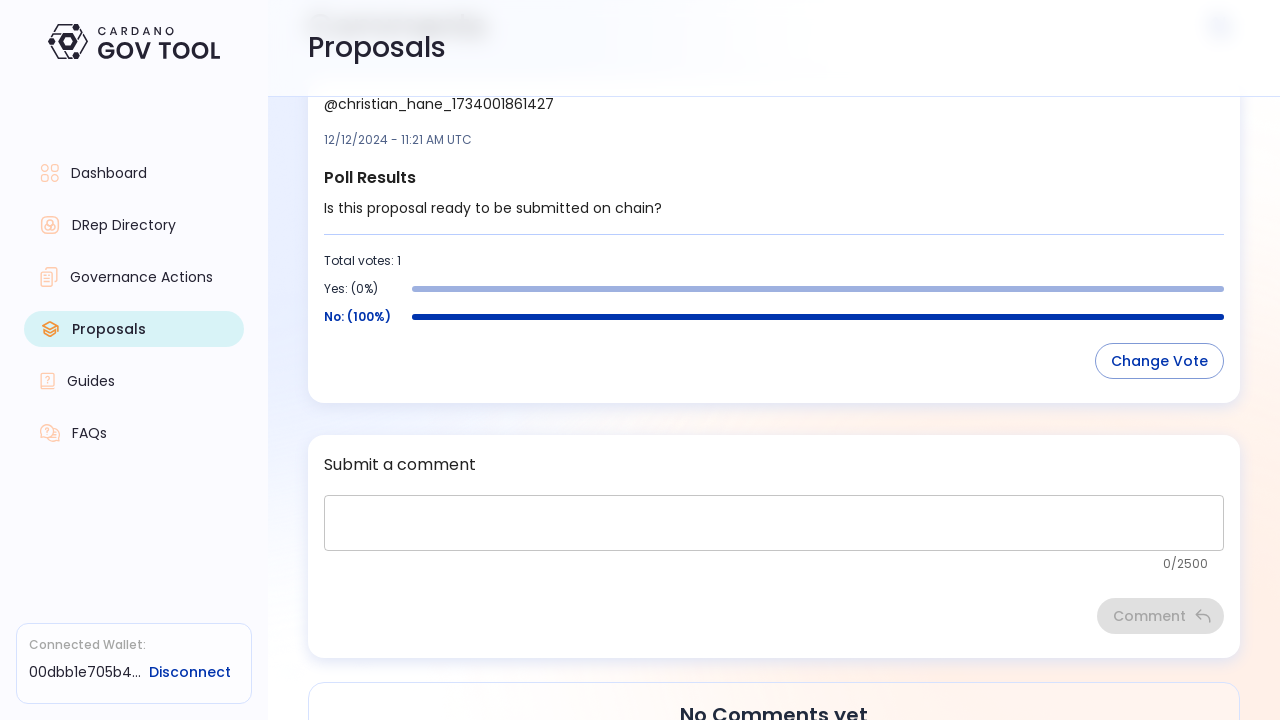 CARDANO
GOV TOOL
Proposals
Dashboard
DRep Directory
Governance Actions
Proposals
Guides
FAQs
Connected Wallet:
00dbb1e705b4... Disconnect
@christian_hane_1734001861427
12/12/2024 - 11:21 AM UTC
Poll Results
Is this proposal ready to be submitted on chain?
Total votes: 1
Yes: (0%)
No: (100%)
Change Vote
Submit a comment
0/2500
Comment
No Comments yet